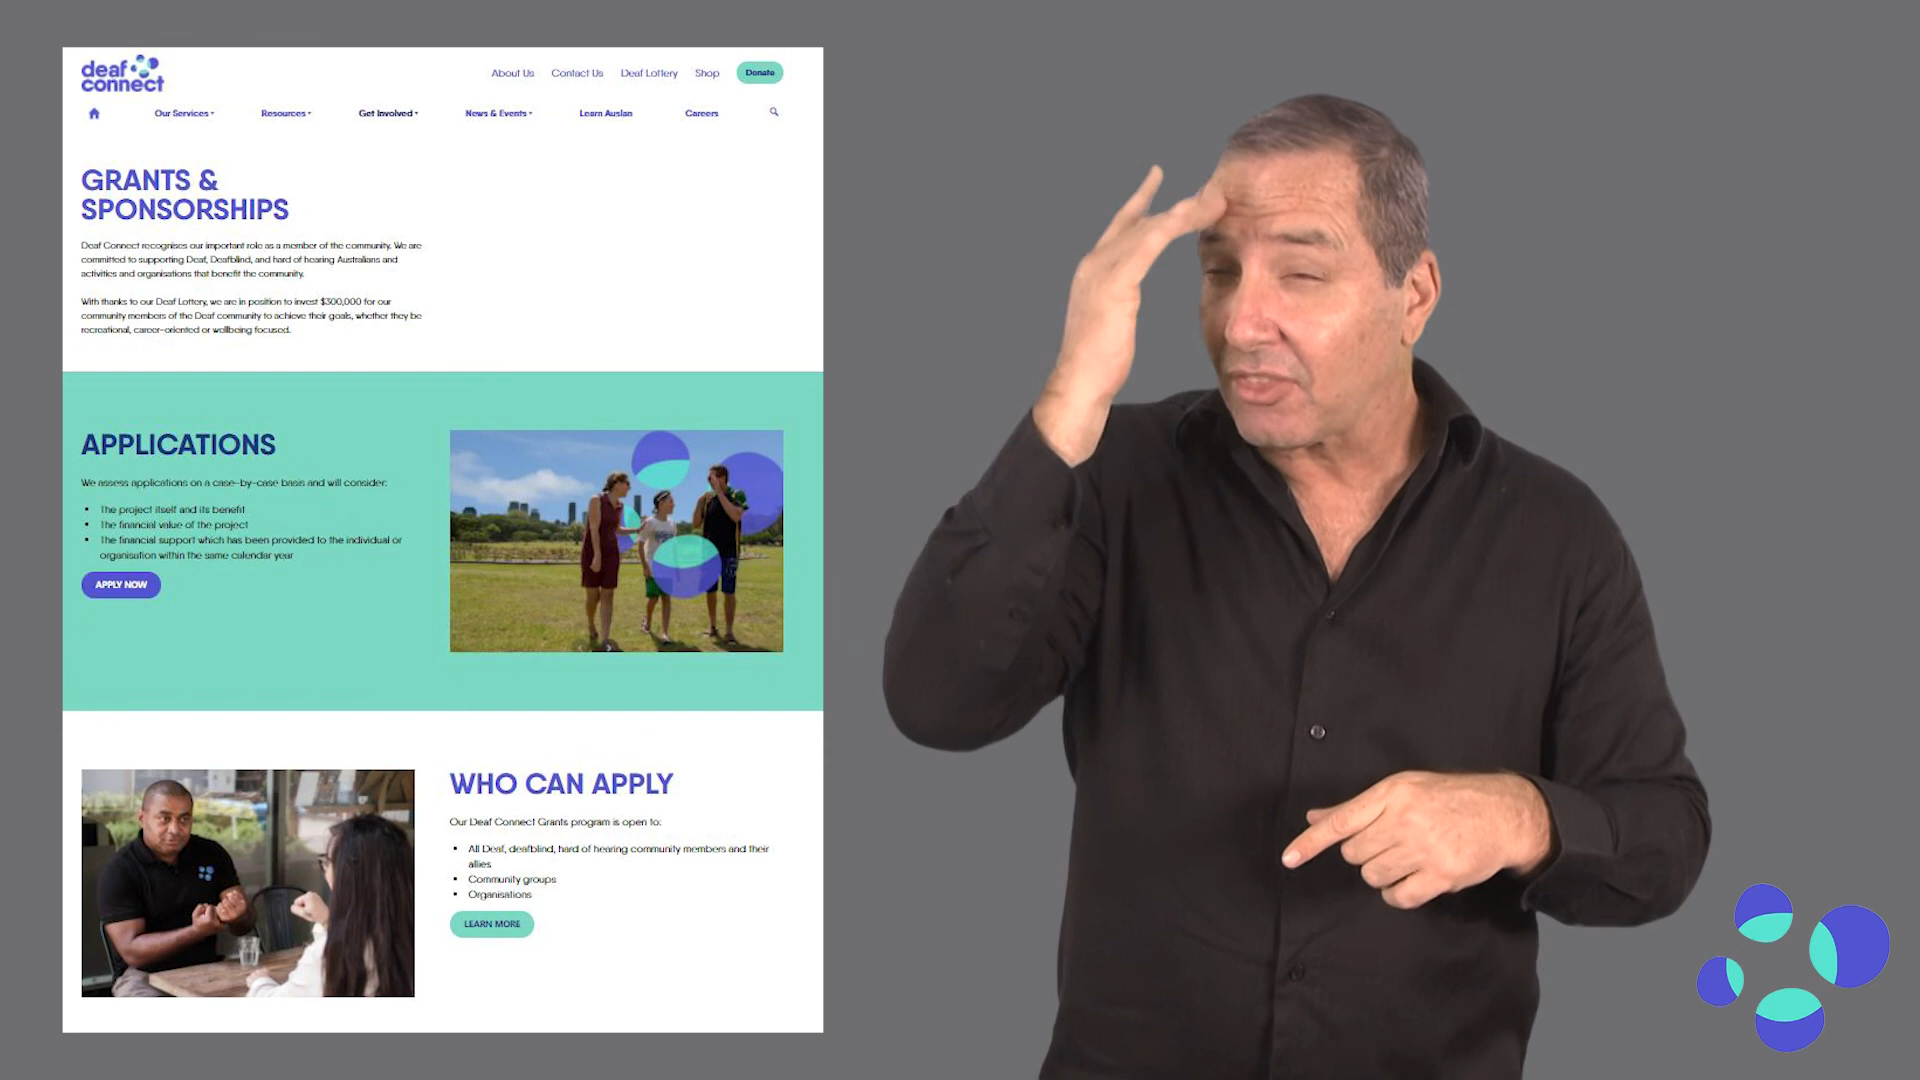 deaf
connect
About Us
Contact Us
Deaf Lottery
Shop
Donate
Our Services
Resources
Get Involved
News & Events
Learn Auslan
Careers
GRANTS &
SPONSORSHIPS
Deaf Connect recognises our important role as a member of the community. We are
committed to supporting Deaf, Deafblind, and hard of hearing Australians and
activities and organisations that benefit the community.
With thanks to our Deaf Lottery, we are in position to invest $300,000 for our
community members of the Deaf community to achieve their goals, whether they be
recreational, career-oriented or wellbeing focused.
APPLICATIONS
We assess applications on a case-by-case basis and will consider:
• The project itself and its benefit
• The financial value of the project
• The financial support which has been provided to the individual or
organisation within the same calendar year
APPLY NOW
WHO CAN APPLY
Our Deaf Connect Grants program is open to:
• All Deaf, deafblind, hard of hearing community members and their
allies
• Community groups
• Organisations
LEARN MORE